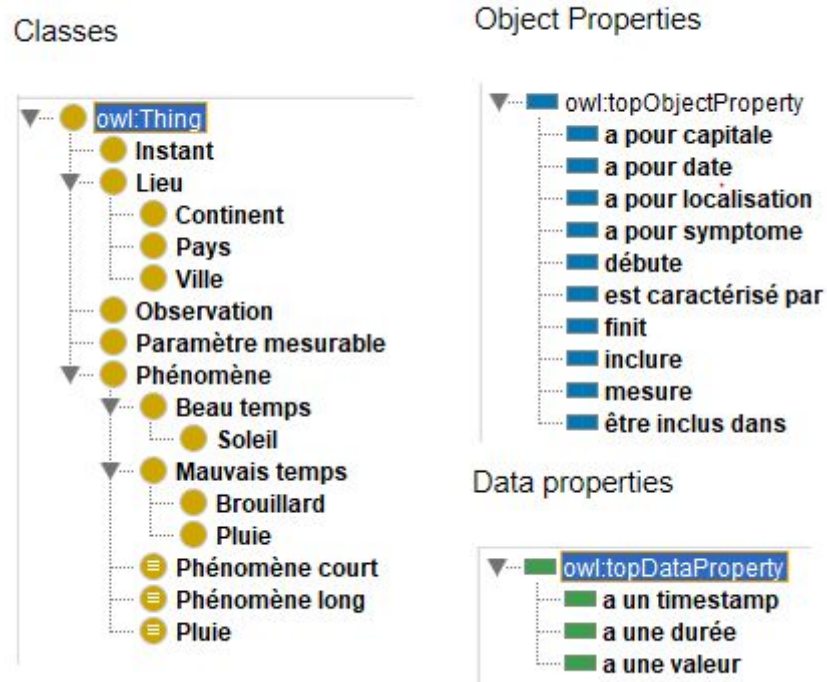 Classes
owl:Thing
Instant
Lieu
Continent
Pays
Ville
Observation
Paramètre mesurable
Phénomène
Beau temps
Soleil
Mauvais temps
Brouillard
Pluie
Phénomène court
Phénomène long
Pluie
Object Properties
owl:topObjectProperty
a pour capitale
a pour date
a pour localisation
a pour symptome
débute
est caractérisé par
finit
inclure
mesure
être inclus dans
Data properties
owl:topDataProperty
a un timestamp
a une durée
a une valeur